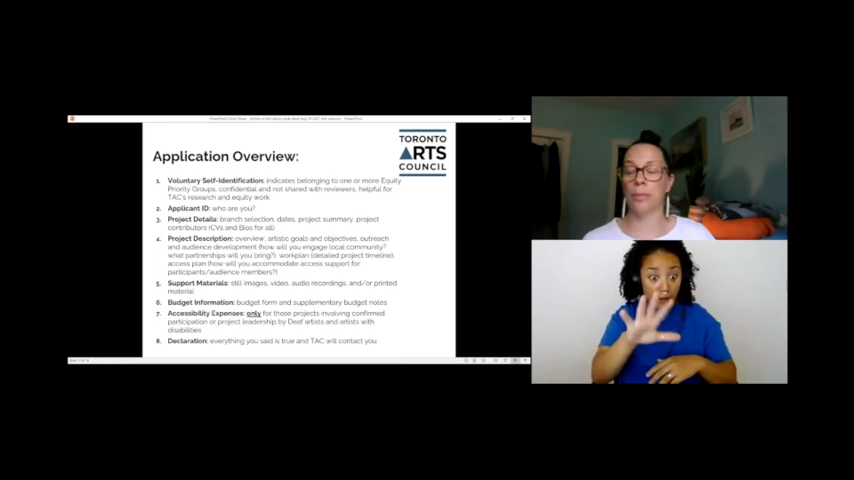 TORONTO
ARTS
COUNCIL
Application Overview:
1. Voluntary Self-Identification: indicates belonging to one or more Equity
Priority Groups, confidential and not shared with reviewers, helpful for
TAC's research and equity work
2. Applicant ID: who are you?
3. Project Details: branch selection, dates, project summary, project
contributors (CVs and Bios for all)
4. Project Description: overview, artistic goals and objectives, outreach
and audience development (how will you engage local community?
what partnerships will you bring?), workplan (detailed project timeline),
access plan (how will you accommodate access support for
participants/audience members?)
5. Support Materials: still images, video, audio recordings, and/or printed
material
6. Budget Information: budget form and supplementary budget notes
7. Accessibility Expenses: only for those projects involving confirmed
participation or project leadership by Deaf artists and artists with
disabilities
8. Declaration: everything you said is true and TAC will contact you